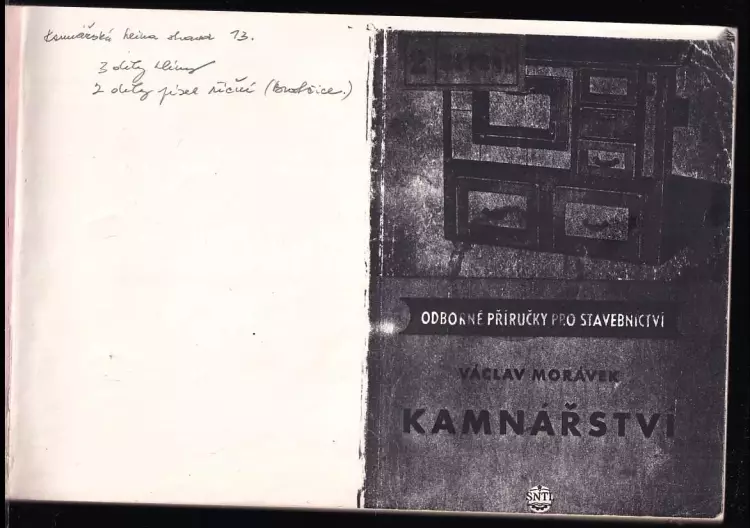 Kamnářská hlína strana 13.
3 díly hlíny
2 díly písek říční
2
ODBORNÉ PŘÍRUČKY PRO STAVEBNICTVÍ
VÁCLAV MORÁVEK
KAMNÁŘSTVÍ
SNTL